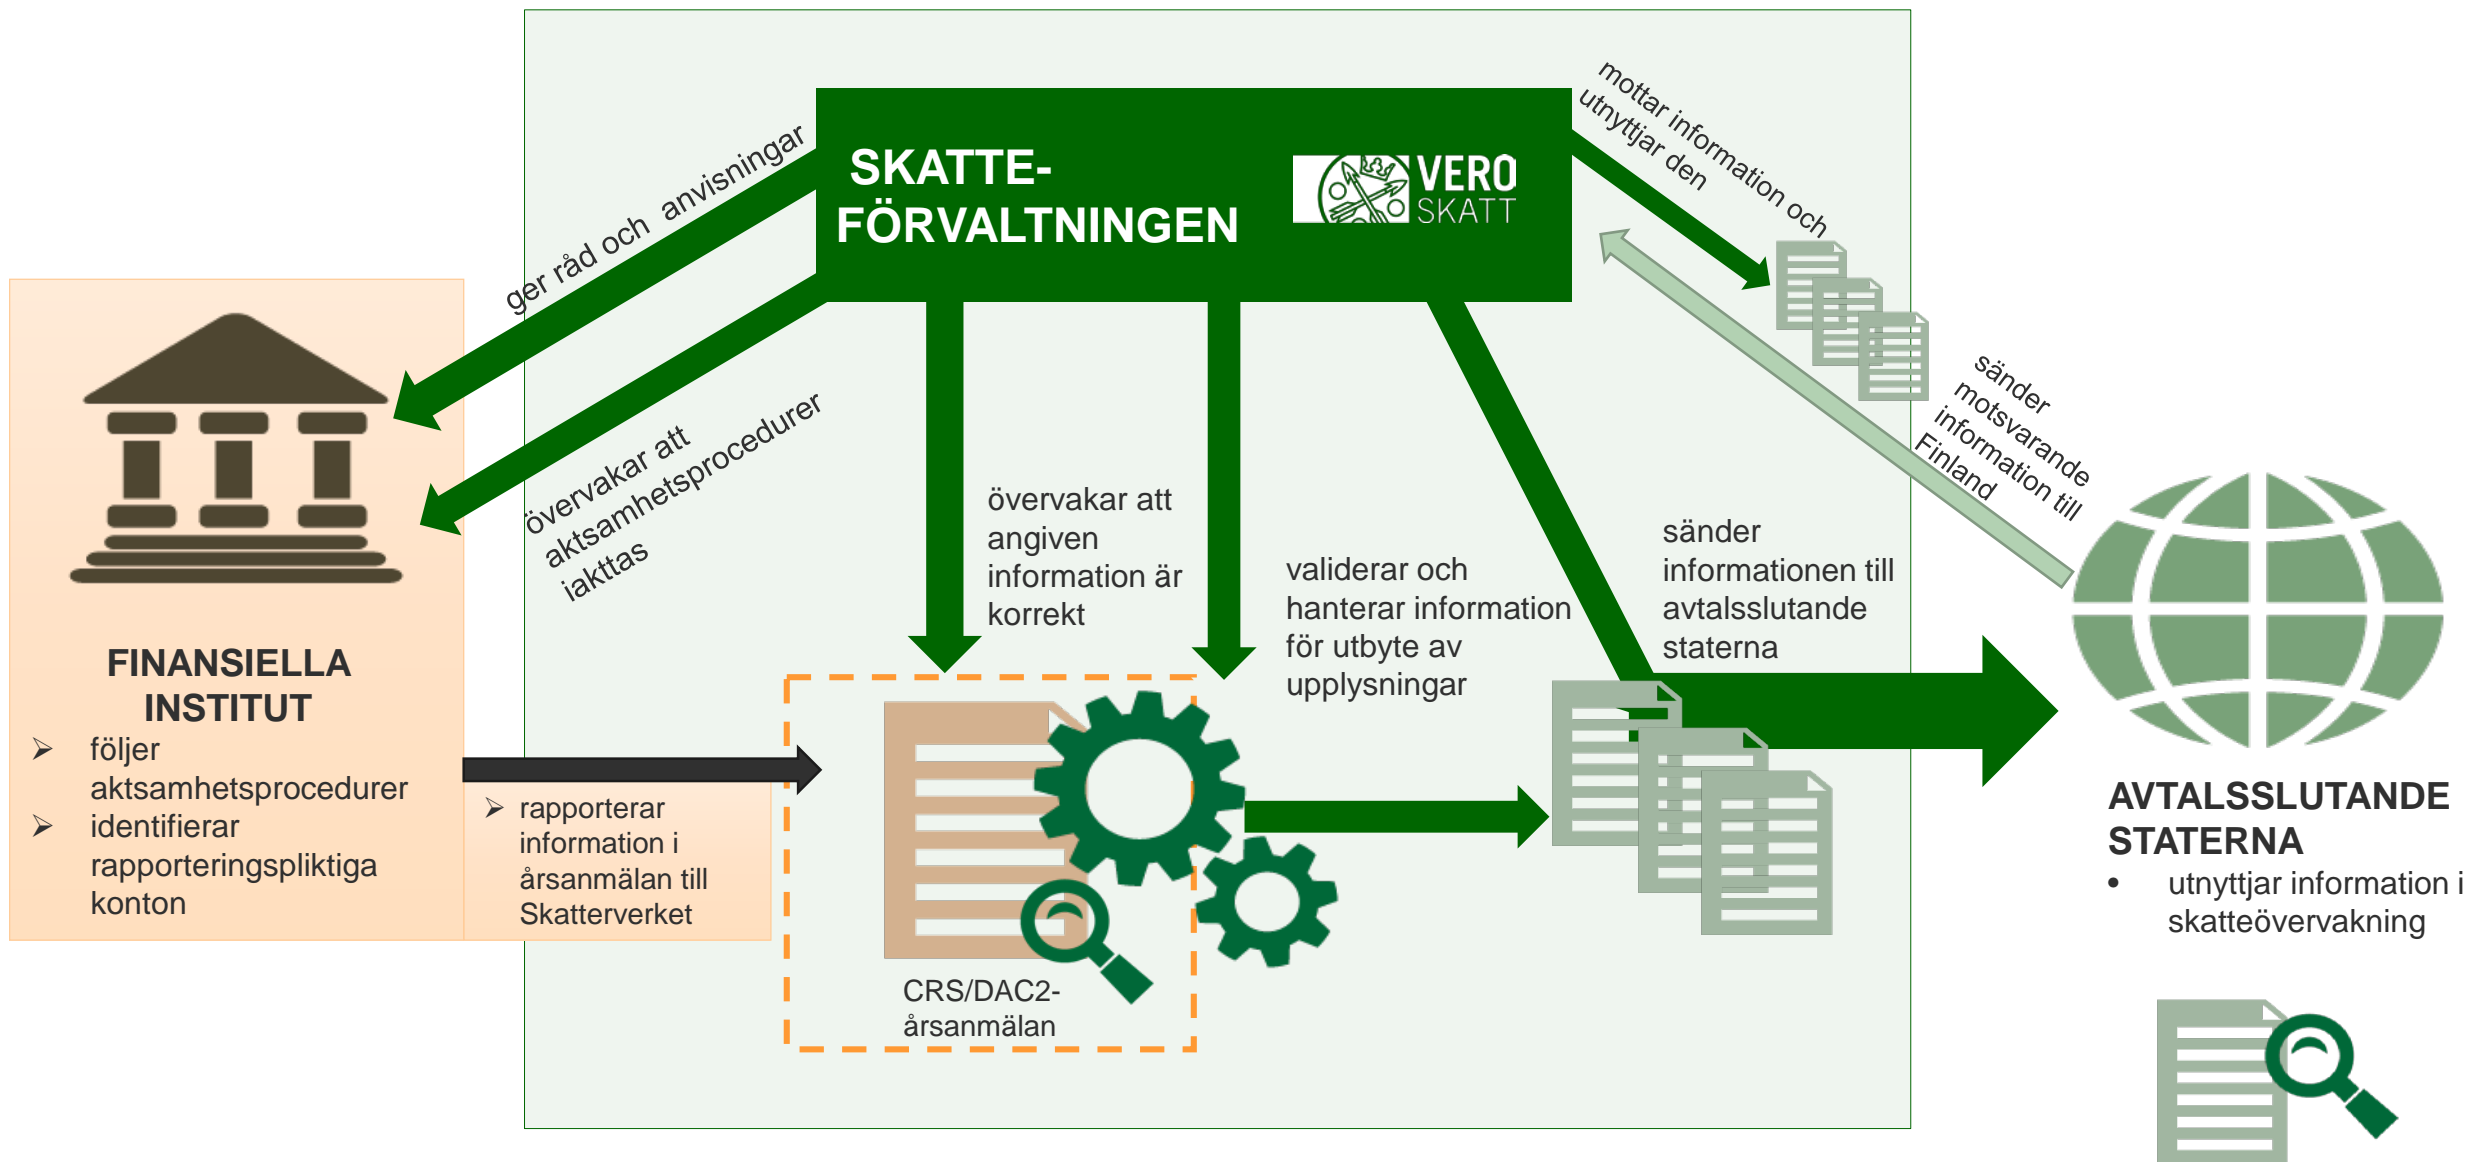 SKATTE-
FÖRVALTNINGEN
VERO
SKATT
mottar information och
utnyttjar den
ger råd och anvisningar
övervakar att
aktsamhetsprocedurer
iakttas
sänder
motsvarande
information till
Finland
övervakar att
angiven
information är
korrekt
validerar och
hanterar information
för utbyte av
upplysningar
sänder
informationen till
avtalsslutande
staterna
FINANSIELLA
INSTITUT
➢ följer
aktsamhetsprocedurer
➢ identifierar
rapporteringspliktiga
konton
➢ rapporterar
information i
årsanmälan till
Skatterverket
CRS/DAC2-
årsanmälan
AVTALSSLUTANDE
STATERNA
• utnyttjar information i
skatteövervakning